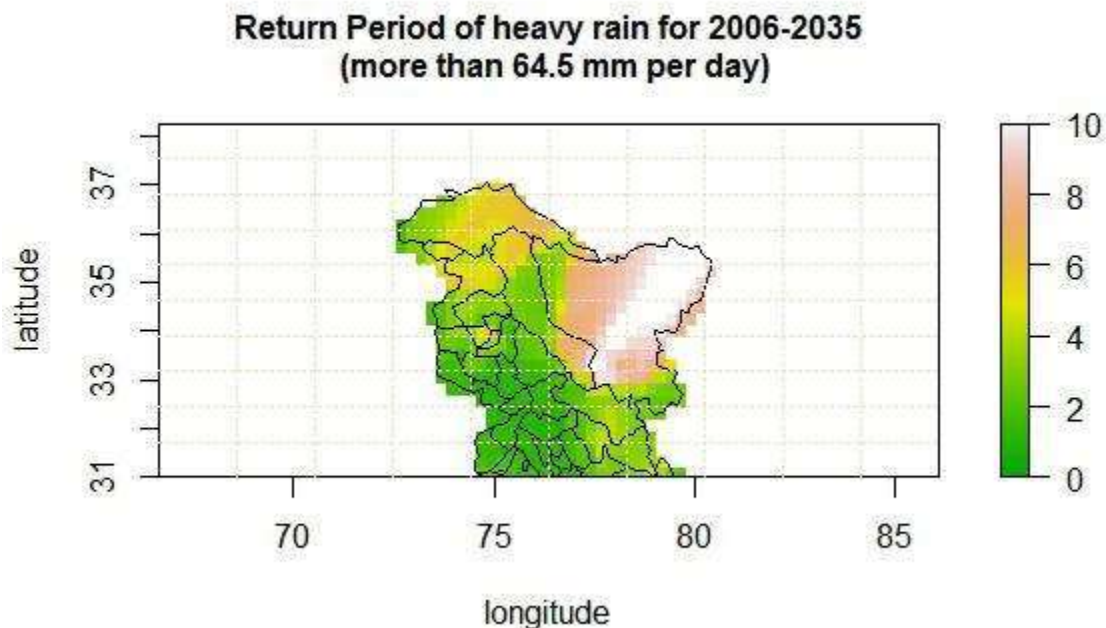 Return Period of heavy rain for 2006-2035
(more than 64.5 mm per day)
10
8
6
4
2
0
37
35
33
31
latitude
70 75 80 85
longitude